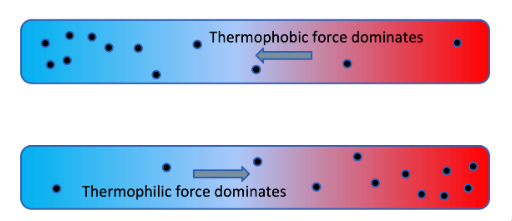 Thermophobic force dominates
Thermophilic force dominates